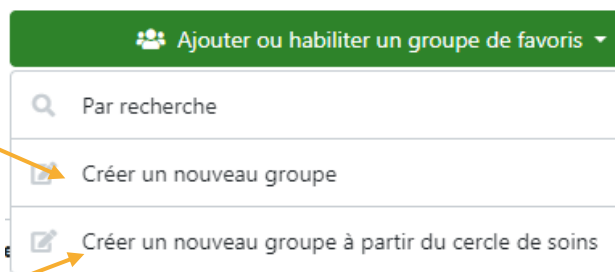 Ajouter ou habiliter un groupe de favoris
Par recherche
Créer un nouveau groupe
Créer un nouveau groupe à partir du cercle de soins